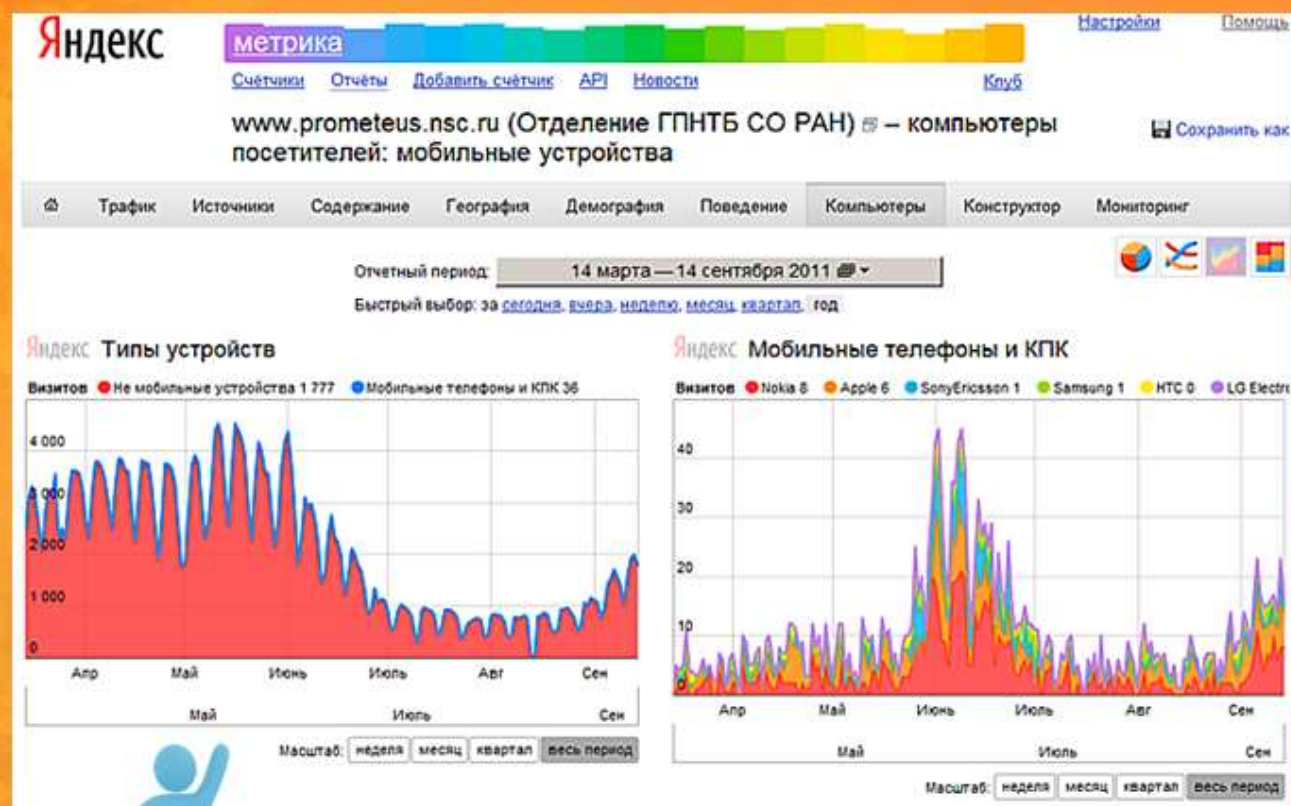 Яндекс
метрика
Настройки Помощь
Счётчики Отчёты Добавить счётчик API Новости Клуб
www.prometeus.nsc.ru (Отделение ГПНТБ СО РАН) – компьютеры
посетителей: мобильные устройства
Сохранить как
Трафик Источники Содержание География Демография Поведение Компьютеры Конструктор Мониторинг
Отчетный период: 14 марта — 14 сентября 2011
Быстрый выбор: за сегодня, вчера, неделю, месяц, квартал, год
Яндекс Типы устройств
Визитов Не мобильные устройства 1 777 Мобильные телефоны и КПК 36
4 000
3 000
2 000
1 000
0
Апр Май Июнь Июль Авг Сен
Май Июль Сен
Масштаб: неделя месяц квартал весь период
Яндекс Мобильные телефоны и КПК
Визитов Nokia 8 Apple 6 SonyEricsson 1 Samsung 1 HTC 0 LG Electro
40
30
20
10
0
Апр Май Июнь Июль Авг Сен
Май Июль Сен
Масштаб: неделя месяц квартал весь период